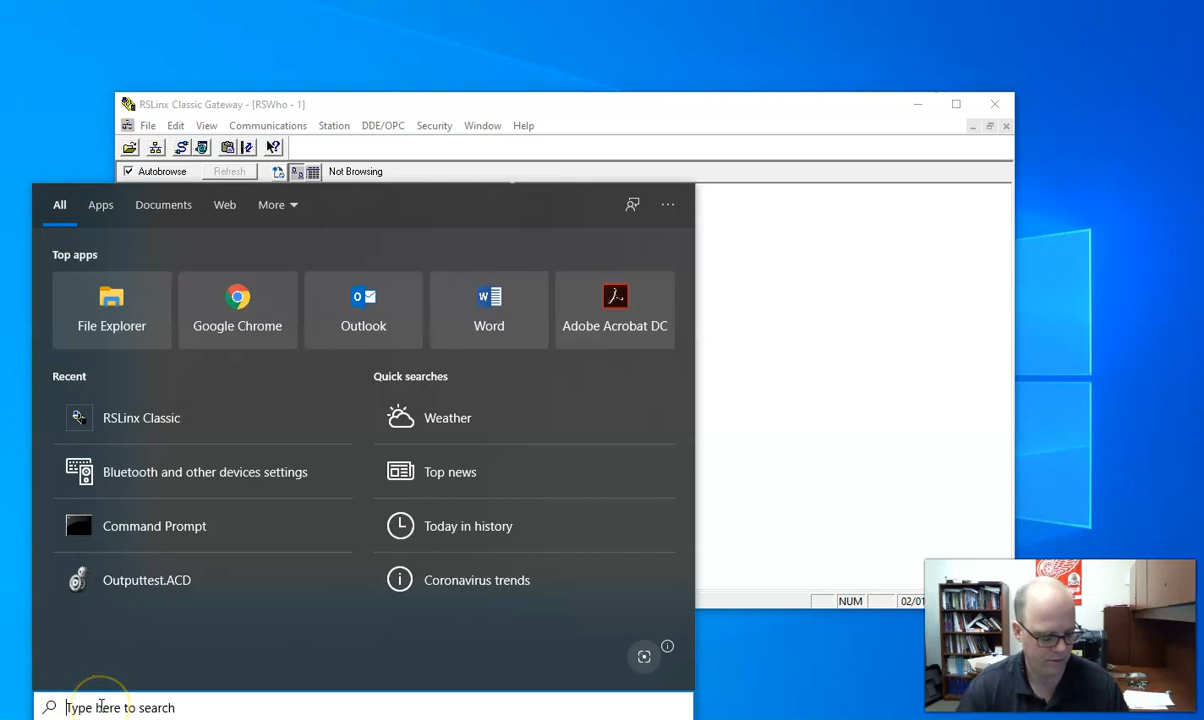 RSLinx Classic Gateway - [RSWho - 1]
File Edit View Communications Station DDE/OPC Security Window Help
Autobrowse Refresh Not Browsing
All Apps Documents Web More
Top apps
File Explorer Google Chrome Outlook Word Adobe Acrobat DC
Recent Quick searches
RSLinx Classic Weather
Bluetooth and other devices settings Top news
Command Prompt Today in history
Outputtest.ACD Coronavirus trends
NUM 02/01
Type here to search